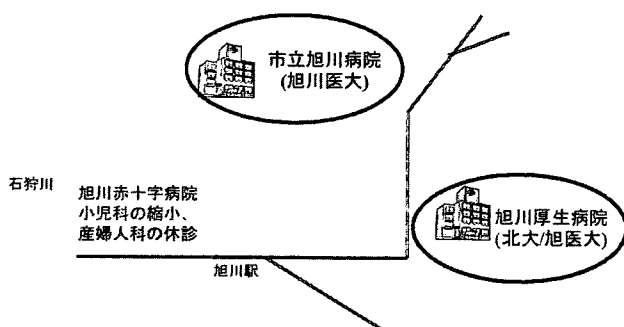 市立旭川病院
(旭川医大)
石狩川
旭川赤十字病院
小児科の縮小、
産婦人科の休診
旭川厚生病院
(北大/旭医大)
旭川駅